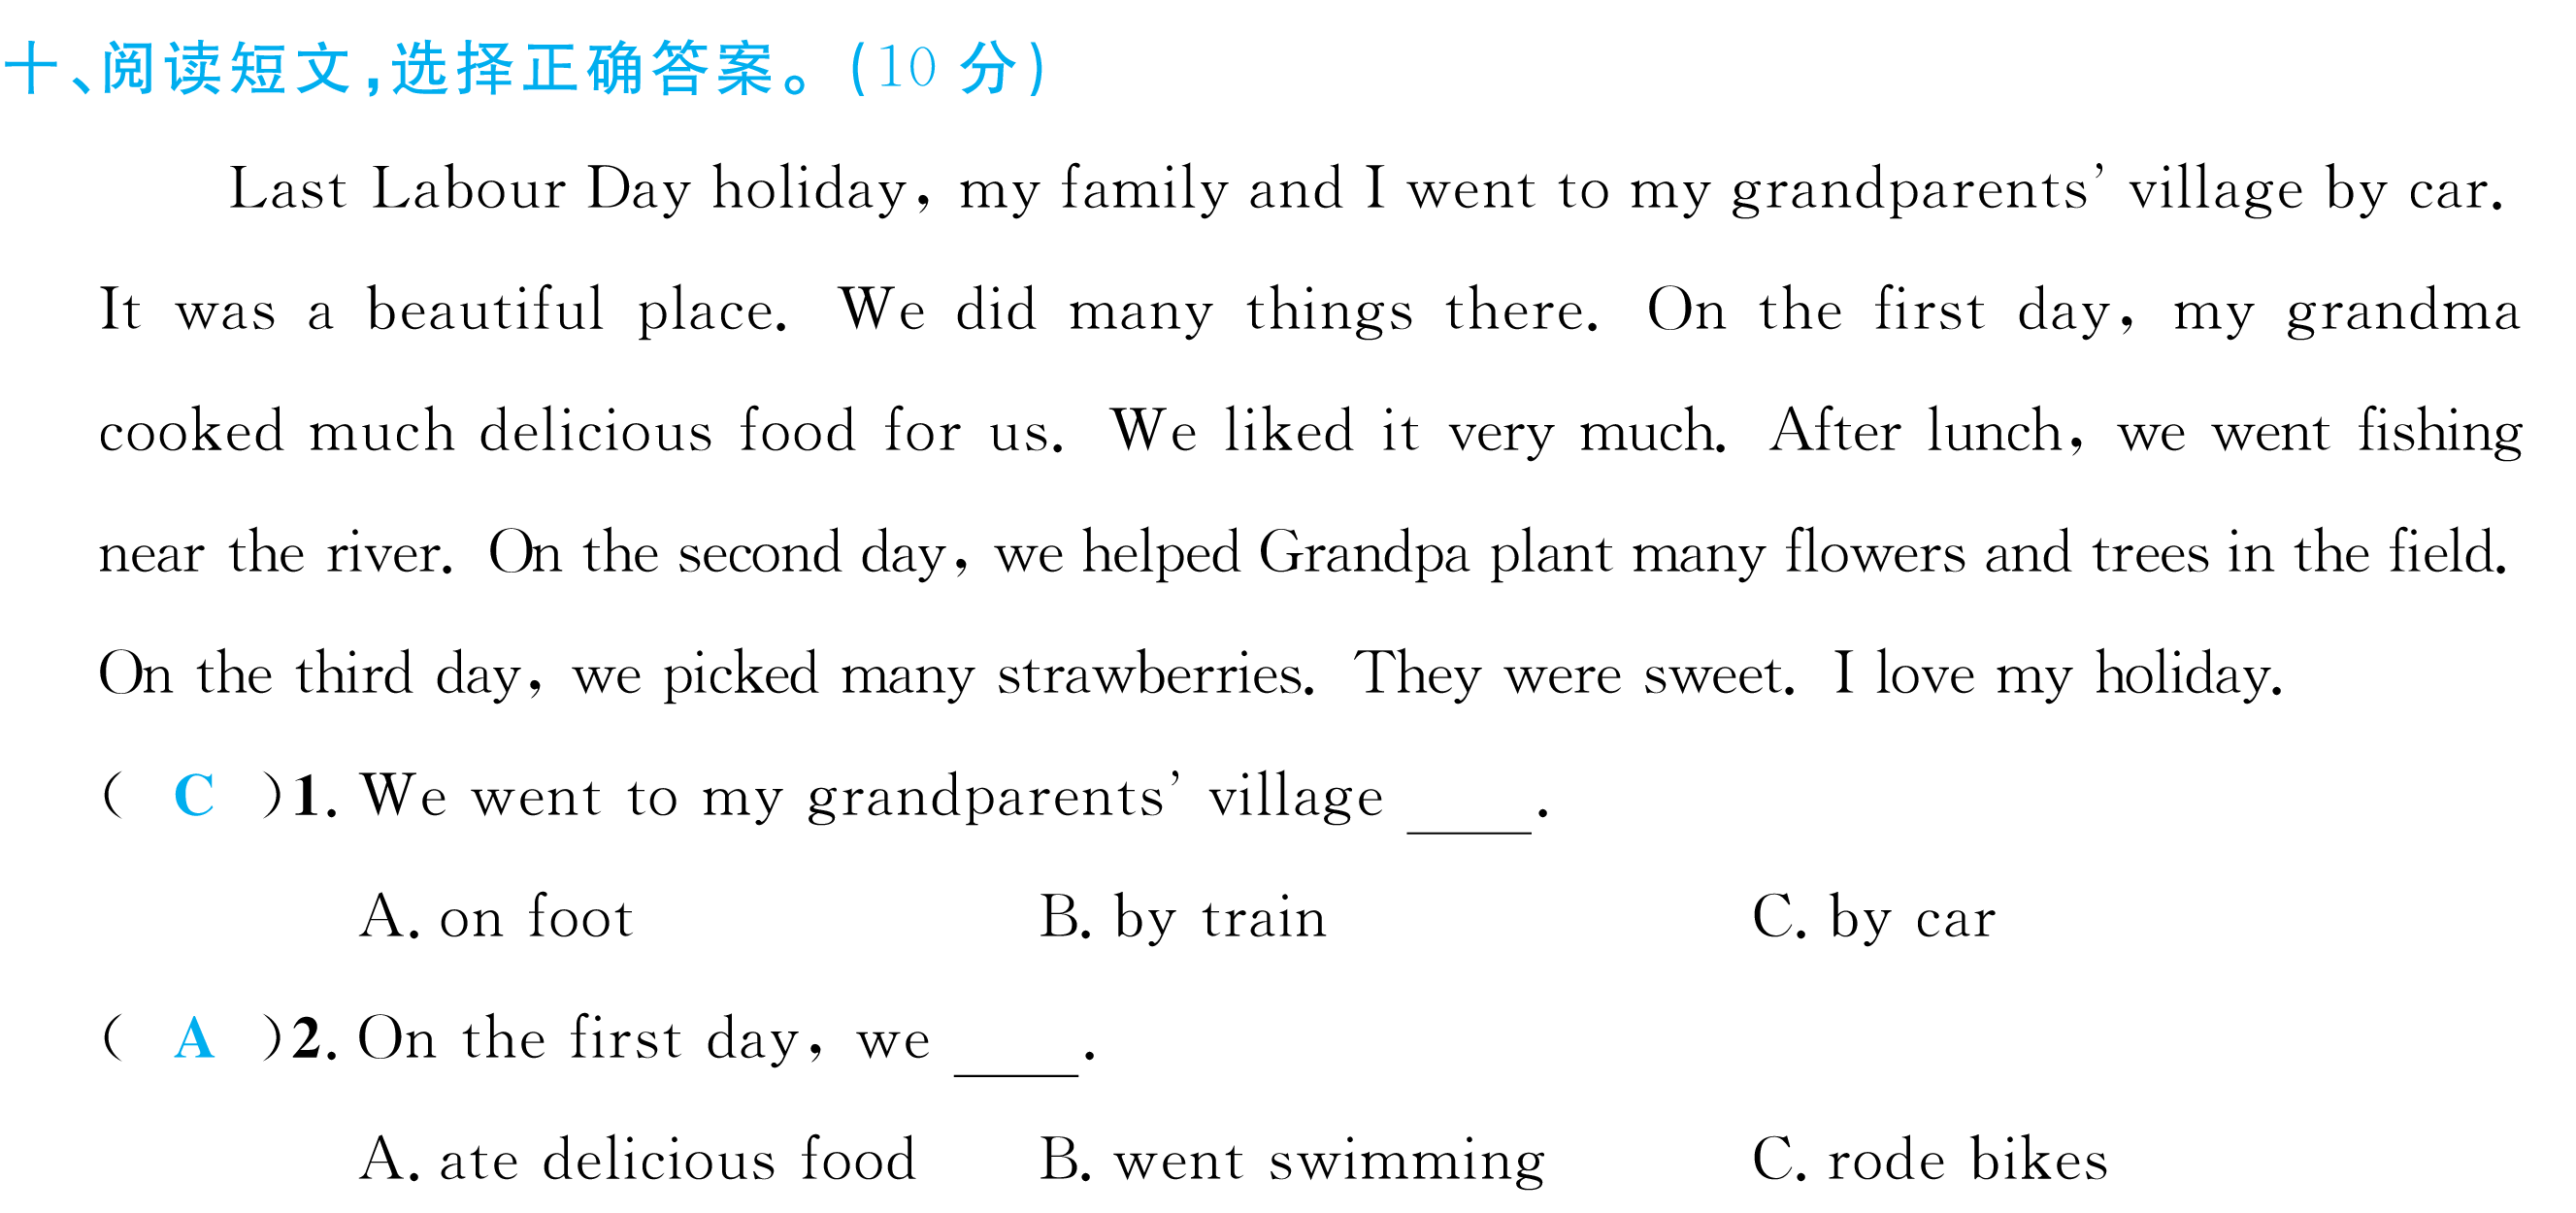 十、阅读短文,选择正确答案。(10 分)
Last Labour Day holiday, my family and I went to my grandparents' village by car.
It was a beautiful place. We did many things there. On the first day, my grandma
cooked much delicious food for us. We liked it very much. After lunch, we went fishing
near the river. On the second day, we helped Grandpa plant many flowers and trees in the field.
On the third day, we picked many strawberries. They were sweet. I love my holiday.
( C )1. We went to my grandparents' village ____.
A. on foot B. by train C. by car
( A )2. On the first day, we ____.
A. ate delicious food B. went swimming C. rode bikes